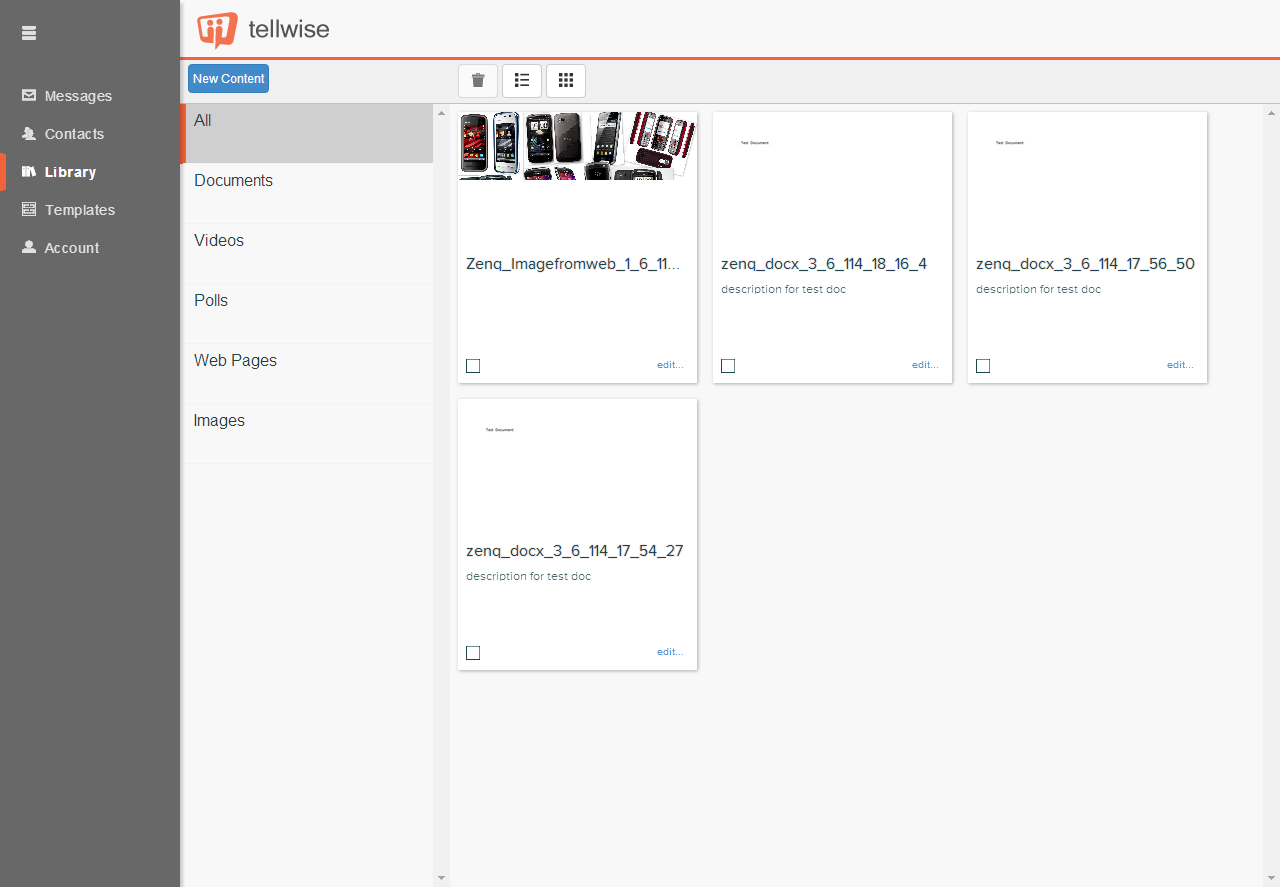 tellwise
Messages
Contacts
Library
Templates
Account
New Content
All
Documents
Videos
Polls
Web Pages
Images
Zenq_Imagefromweb_1_6_11...
edit...
Test Document
zenq_docx_3_6_114_18_16_4
description for test doc
edit...
Test Document
zenq_docx_3_6_114_17_56_50
description for test doc
edit...
Test Document
zenq_docx_3_6_114_17_54_27
description for test doc
edit...